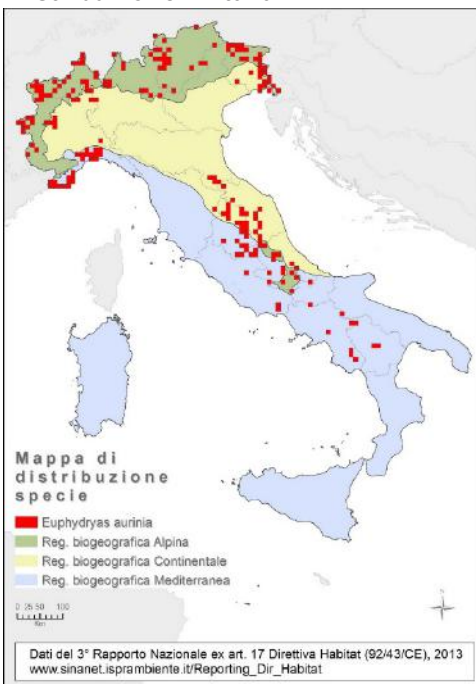 Mappa di
distribuzione
specie
Euphydryas aurinia
Reg. biogeografica Alpina
Reg. biogeografica Continentale
Reg. biogeografica Mediterranea
0 25 50 100
Km
Dati del 3° Rapporto Nazionale ex art. 17 Direttiva Habitat (92/43/CE), 2013
www.sinanet.isprambiente.it/Reporting_Dir_Habitat